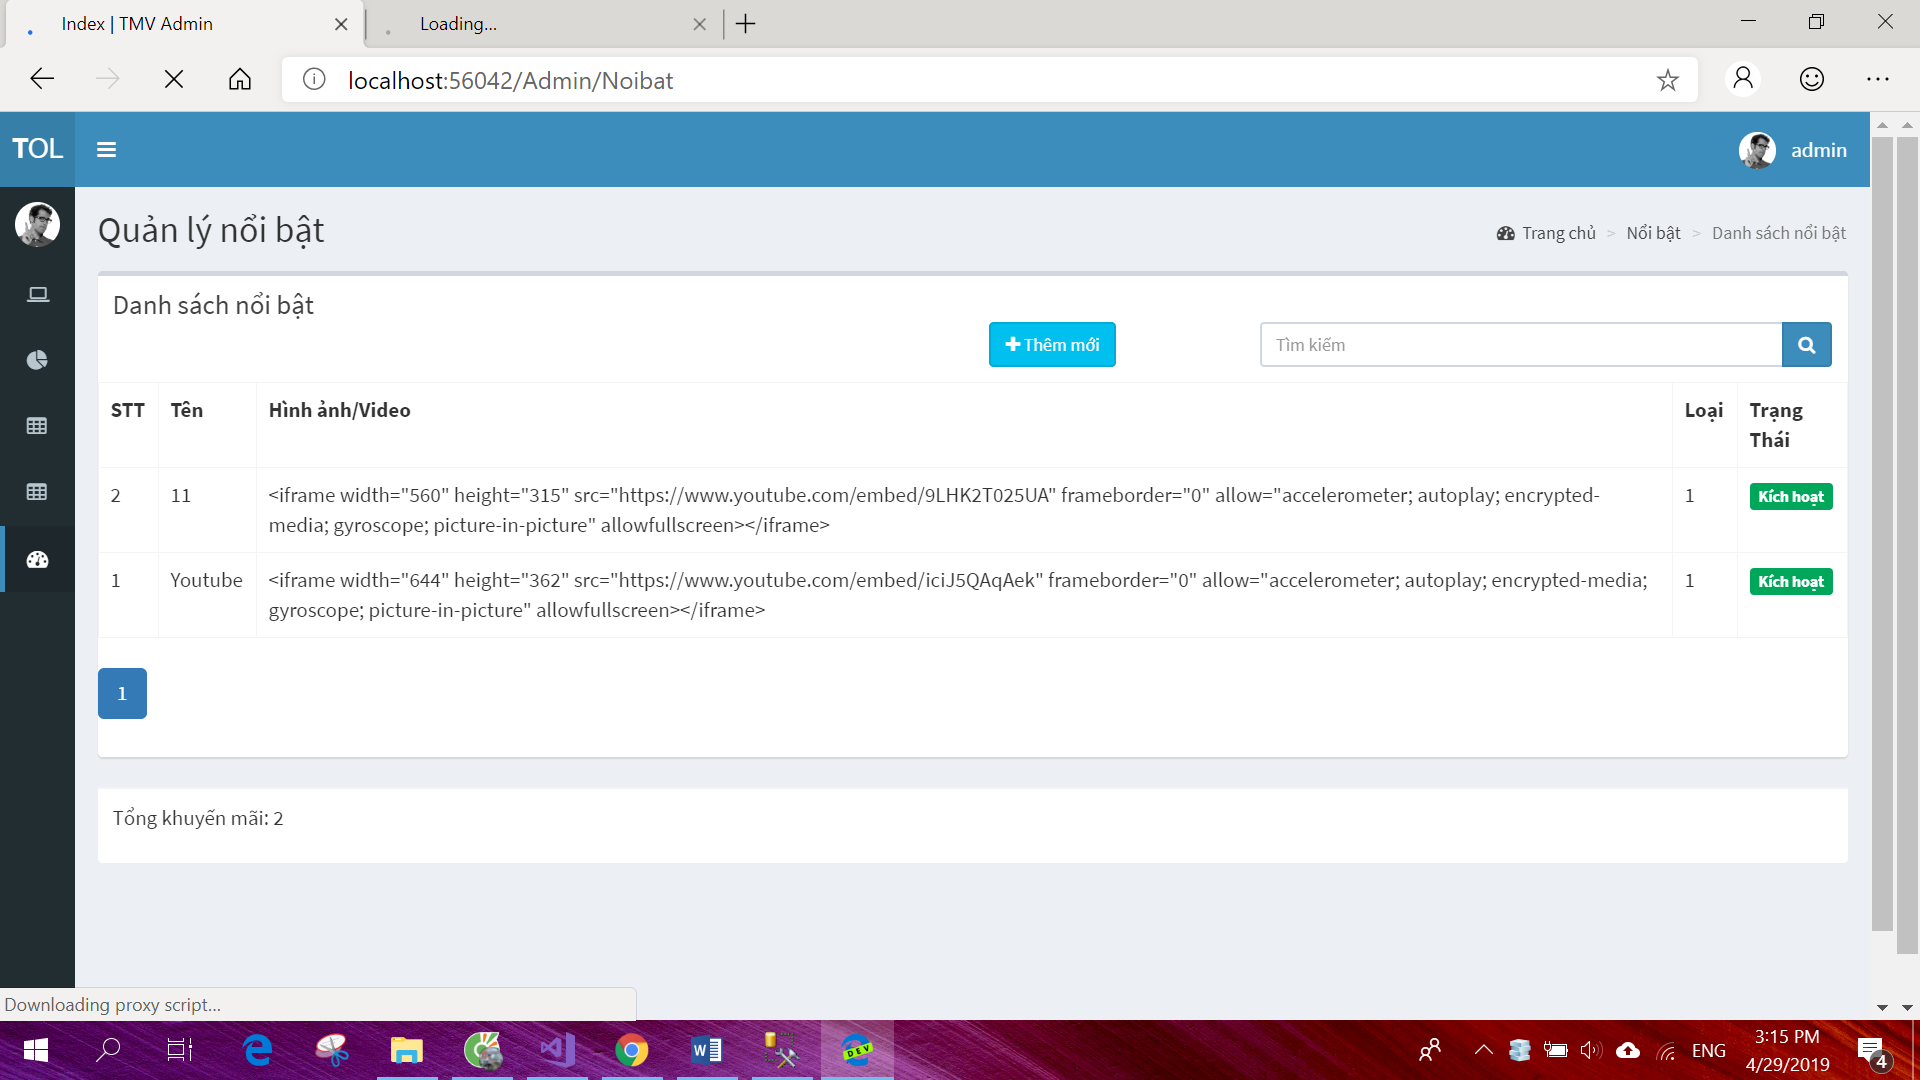 Index | TMV Admin
Loading...
localhost:56042/Admin/Noibat
TOL
admin
Quản lý nổi bật
Trang chủ > Nổi bật > Danh sách nổi bật
Danh sách nổi bật
Thêm mới
Tìm kiếm
STT Tên Hình ảnh/Video Loại Trạng
Thái
2 11 <iframe width="560" height="315" src="https://www.youtube.com/embed/9LHK2T025UA" frameborder="0" allow="accelerometer; autoplay; encrypted-
media; gyroscope; picture-in-picture" allowfullscreen></iframe> 1 Kích hoạt
1 Youtube <iframe width="644" height="362" src="https://www.youtube.com/embed/iciJ5QAqAek" frameborder="0" allow="accelerometer; autoplay; encrypted-media;
gyroscope; picture-in-picture" allowfullscreen></iframe> 1 Kích hoạt
1
Tổng khuyến mãi: 2
Downloading proxy script...
DEV
ENG
3:15 PM
4/29/2019
4